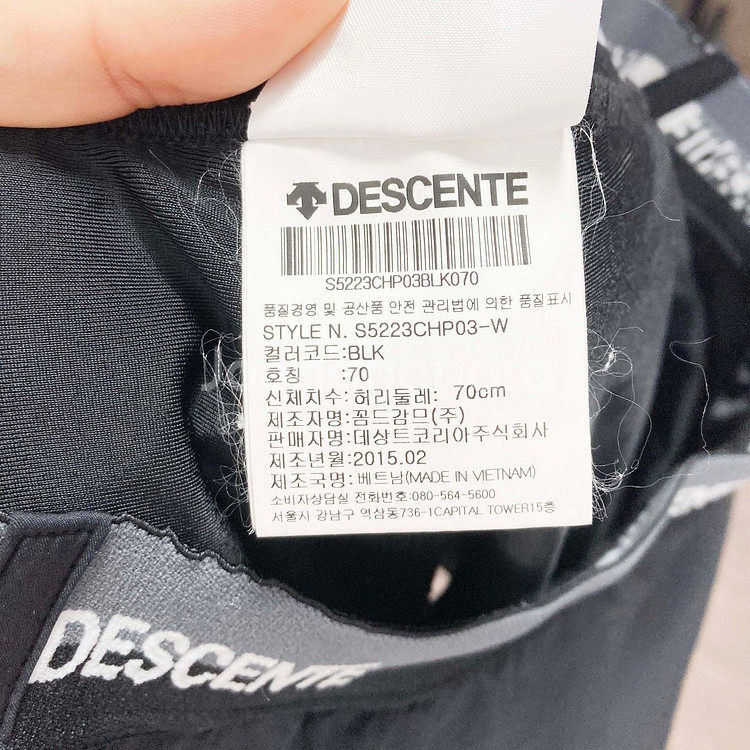 DESCENTE
S5223CHP03BLK070
품질경영 및 공산품 안전 관리법에 의한 품질표시
STYLE N. S5223CHP03-W
컬러코드:BLK
호칭 :70
신체치수: 허리둘레: 70cm
제조자명:꼼드감므(주)
판매자명:데상트코리아주식회사
제조년월:2015.02
제조국명: 베트남(MADE IN VIETNAM)
소비자상담실 전화번호:080-564-5600
서울시 강남구 역삼동736-1CAPITAL TOWER15층
DESCENTE